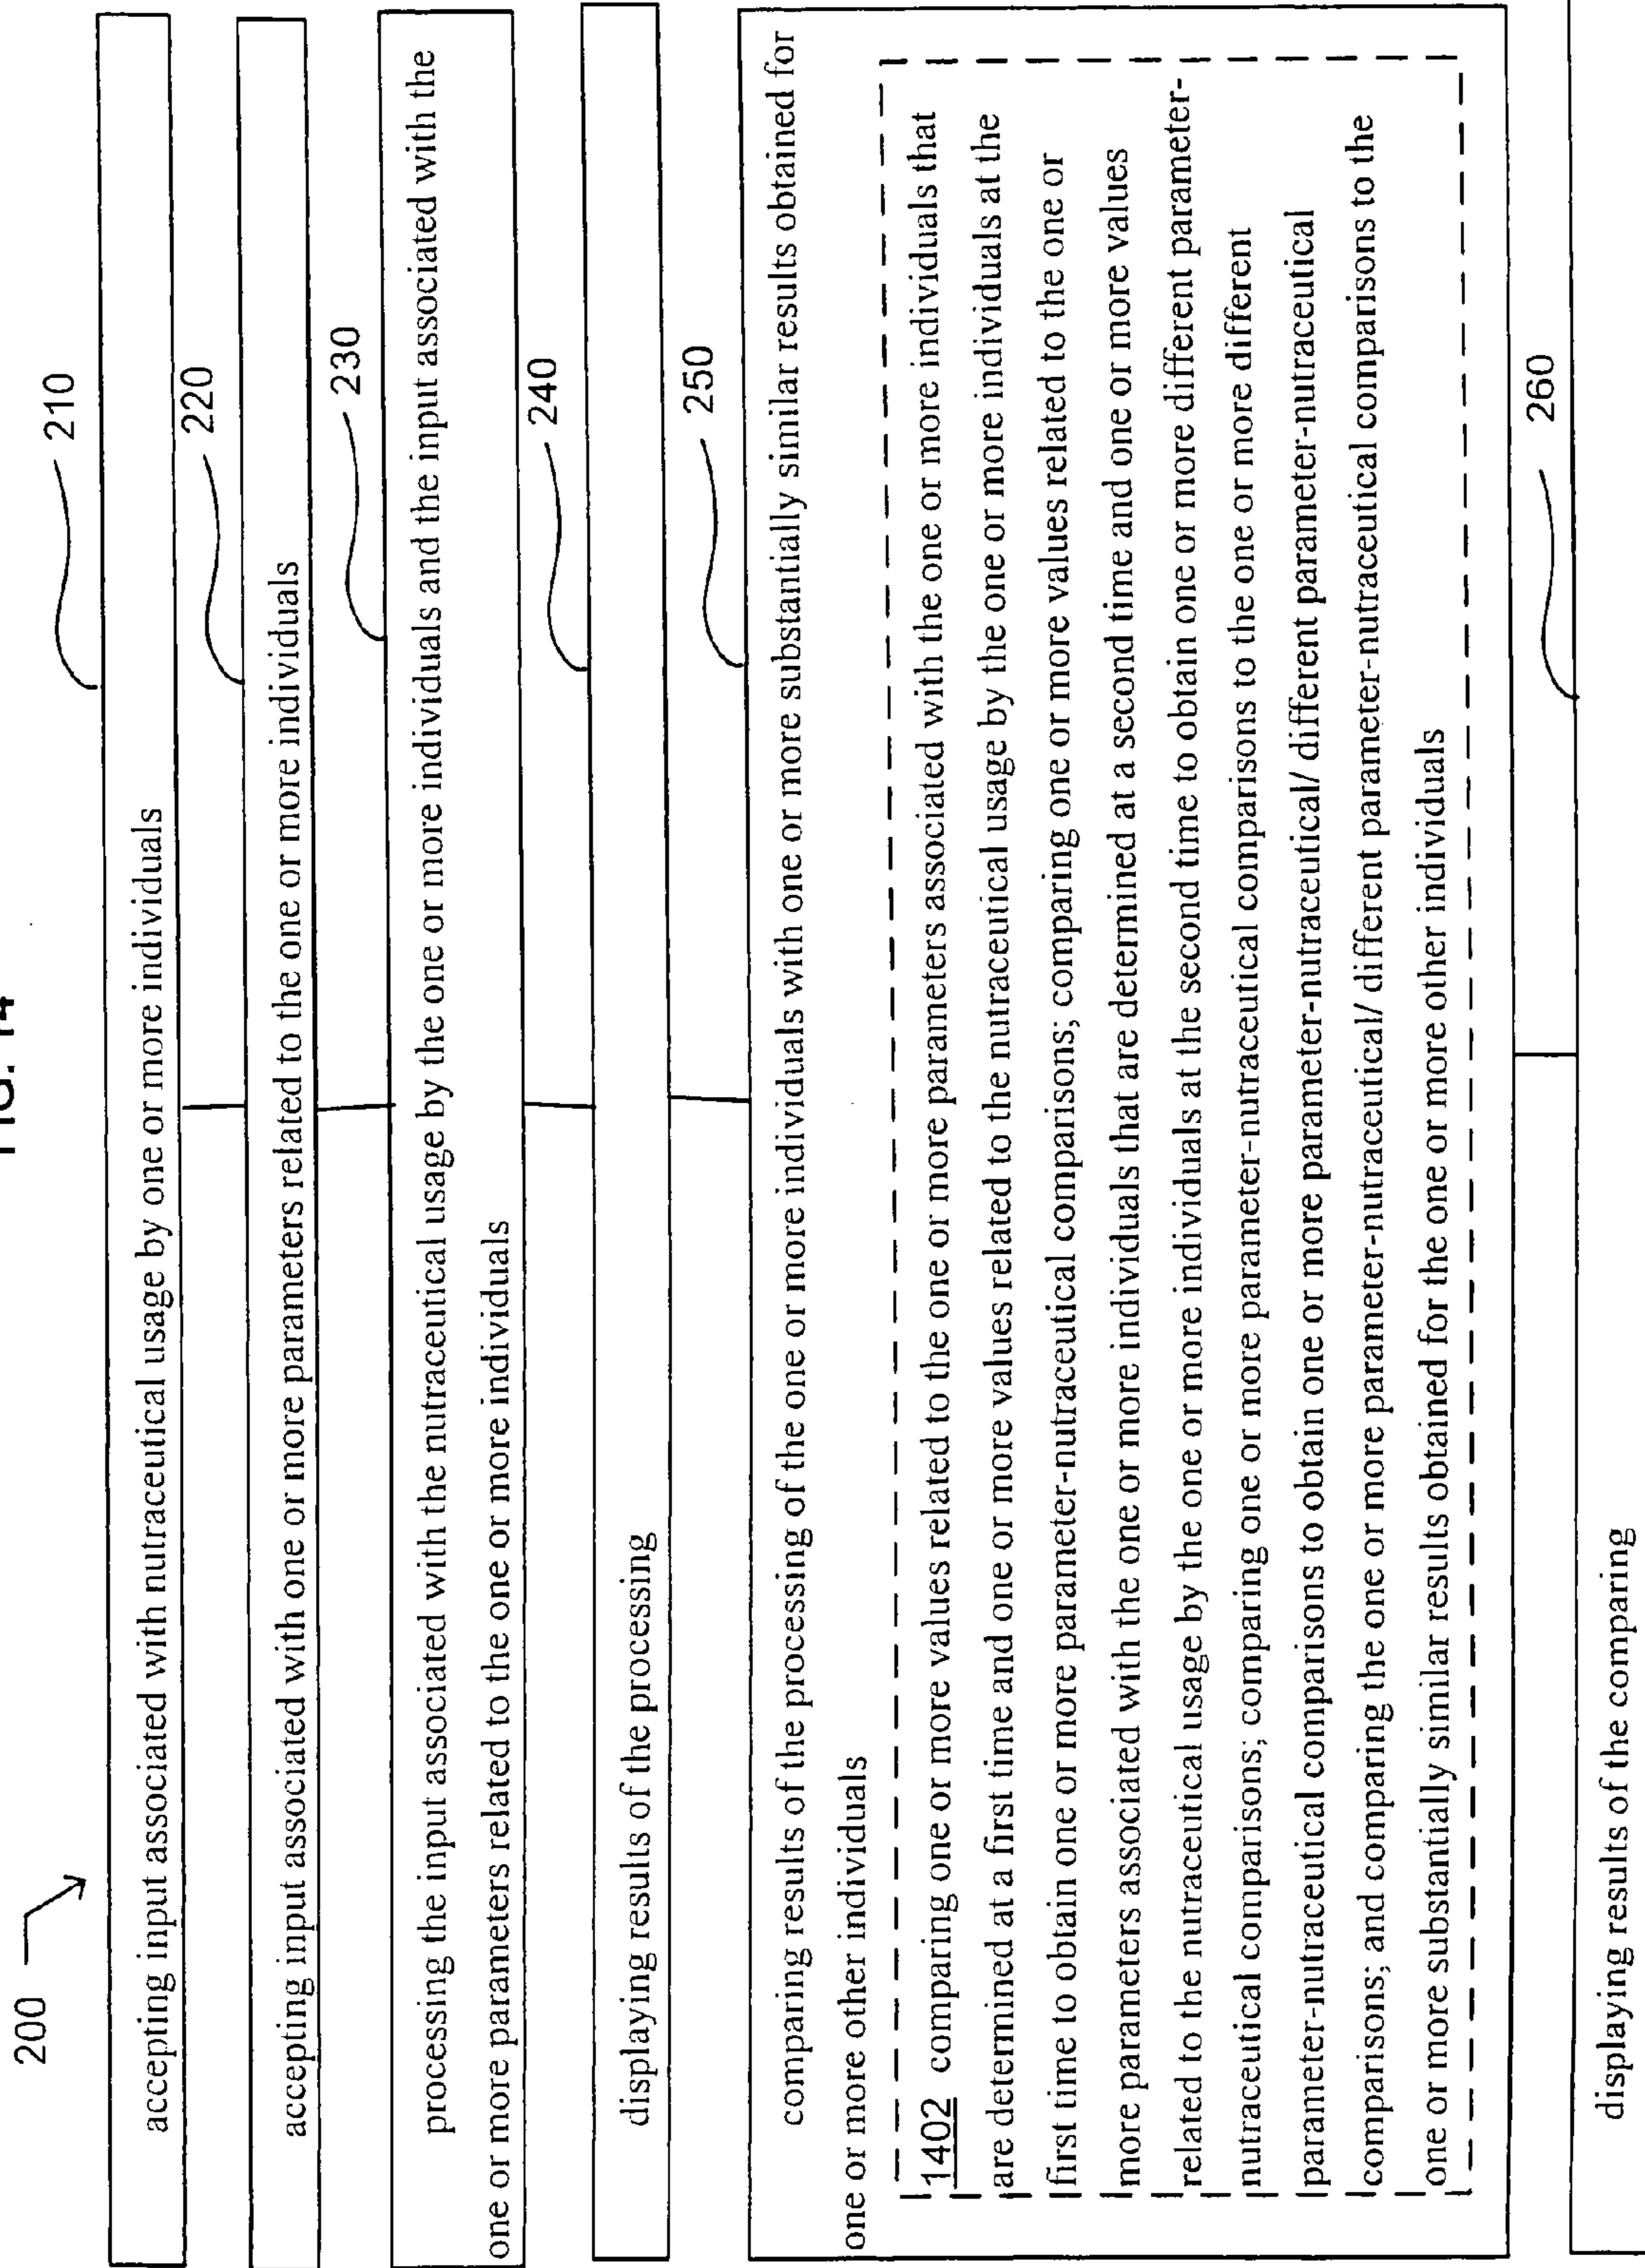 FIG. 14
200
210
accepting input associated with nutraceutical usage by one or more individuals
220
accepting input associated with one or more parameters related to the one or more individuals
230
processing the input associated with the nutraceutical usage by the one or more individuals and the input associated with the
one or more parameters related to the one or more individuals
240
displaying results of the processing
250
comparing results of the processing of the one or more individuals with one or more substantially similar results obtained for
one or more other individuals
1402 comparing one or more values related to the one or more parameters associated with the one or more individuals that
are determined at a first time and one or more values related to the nutraceutical usage by the one or more individuals at the
first time to obtain one or more parameter-nutraceutical comparisons; comparing one or more values related to the one or
more parameters associated with the one or more individuals that are determined at a second time and one or more values
related to the nutraceutical usage by the one or more individuals at the second time to obtain one or more different parameter-
nutraceutical comparisons; comparing one or more parameter-nutraceutical comparisons to the one or more different
parameter-nutraceutical comparisons to obtain one or more parameter-nutraceutical/ different parameter-nutraceutical
comparisons; and comparing the one or more parameter-nutraceutical/ different parameter-nutraceutical comparisons to the
one or more substantially similar results obtained for the one or more other individuals
260
displaying results of the comparing